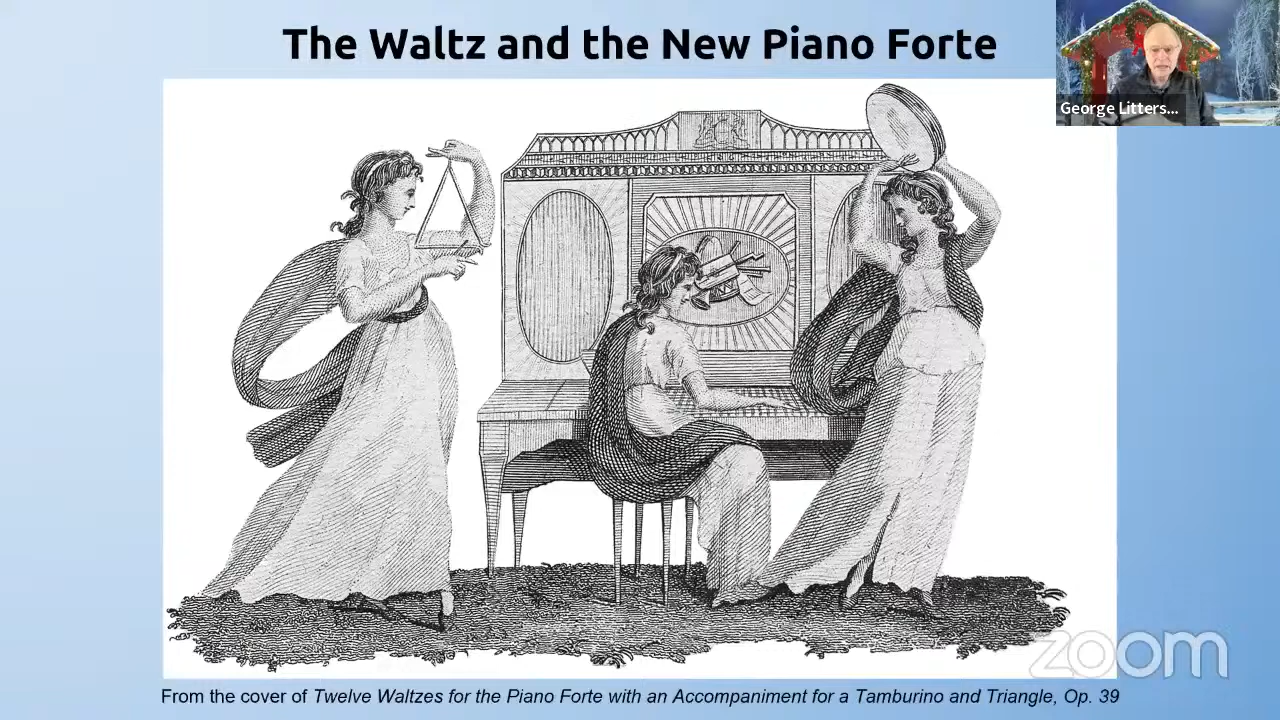 The Waltz and the New Piano Forte
George Litters...
zoom
From the cover of Twelve Waltzes for the Piano Forte with an Accompaniment for a Tamburino and Triangle, Op. 39